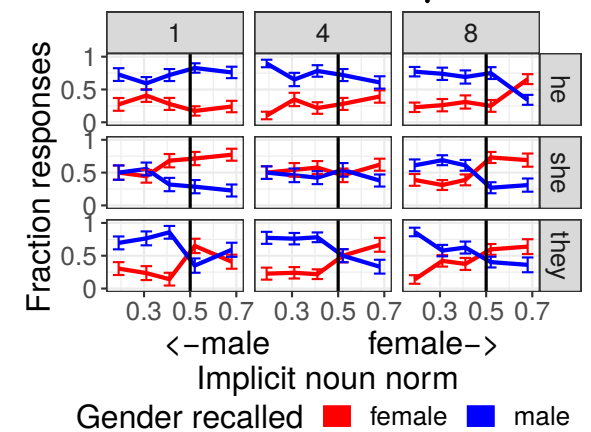 1 4 8
Fraction responses
1
0.5
0
he
1
0.5
0
she
1
0.5
0
they
0.3 0.5 0.7 0.3 0.5 0.7 0.3 0.5 0.7
<-male female->
Implicit noun norm
Gender recalled female male